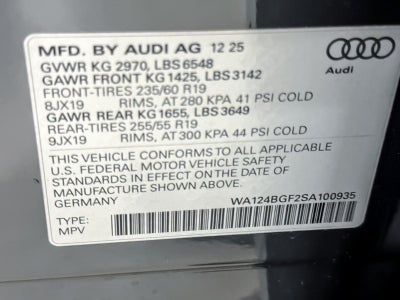 MFD. BY AUDI AG 12 25
GVWR KG 2970, LBS 6548
GAWR FRONT KG 1425, LBS 3142
FRONT-TIRES 235/60 R19
8JX19 RIMS, AT 280 KPA 41 PSI COLD
GAWR REAR KG 1655, LBS 3649
REAR-TIRES 255/55 R19
9JX19 RIMS, AT 300 KPA 44 PSI COLD
THIS VEHICLE CONFORMS TO ALL APPLICABLE
U.S. FEDERAL MOTOR VEHICLE SAFETY
STANDARDS IN EFFECT ON THE DATE OF
MANUFACTURE SHOWN ABOVE.
GERMANY
WA124BGF2SA100935
TYPE:
MPV
Audi